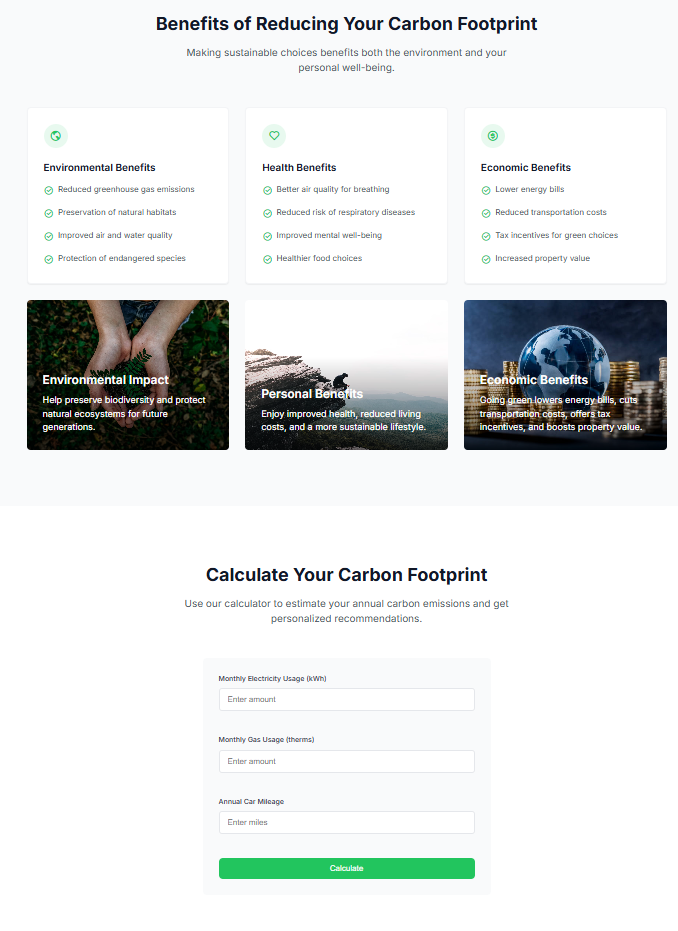 Benefits of Reducing Your Carbon Footprint
Making sustainable choices benefits both the environment and your
personal well-being.
Environmental Benefits
Reduced greenhouse gas emissions
Preservation of natural habitats
Improved air and water quality
Protection of endangered species
Health Benefits
Better air quality for breathing
Reduced risk of respiratory diseases
Improved mental well-being
Healthier food choices
Economic Benefits
Lower energy bills
Reduced transportation costs
Tax incentives for green choices
Increased property value
Environmental Impact
Help preserve biodiversity and protect
natural ecosystems for future
generations.
Personal Benefits
Enjoy improved health, reduced living
costs, and a more sustainable lifestyle.
Economic Benefits
Going green lowers energy bills, cuts
transportation costs, offers tax
incentives, and boosts property value.
Calculate Your Carbon Footprint
Use our calculator to estimate your annual carbon emissions and get
personalized recommendations.
Monthly Electricity Usage (kWh)
Enter amount
Monthly Gas Usage (therms)
Enter amount
Annual Car Mileage
Enter miles
Calculate